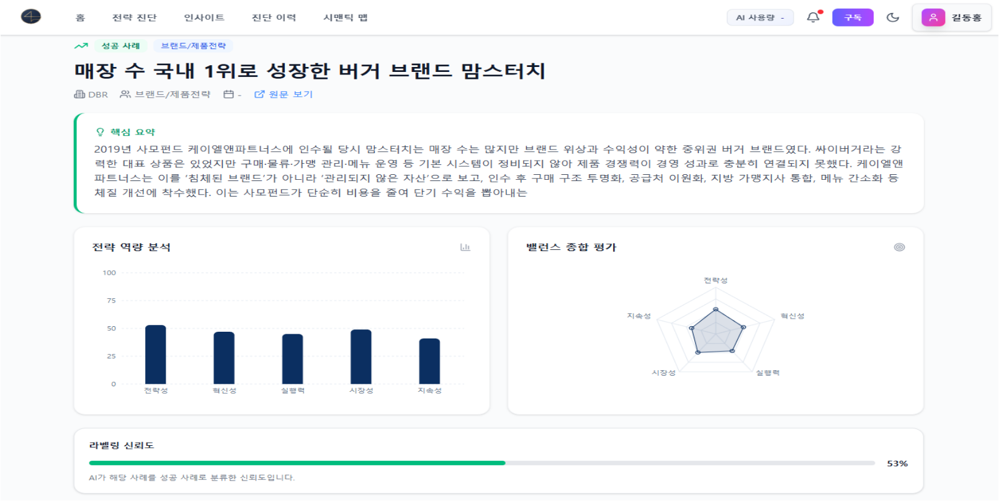 홈 전략 진단 인사이트 진단 이력 시맨틱 맵 AI 사용량 - 구독 길동홍
성공 사례 브랜드/제품전략
매장 수 국내 1위로 성장한 버거 브랜드 맘스터치
DBR 브랜드/제품전략 - 원문 보기
핵심 요약
2019년 사모펀드 케이엘앤파트너스에 인수될 당시 맘스터치는 매장 수는 많지만 브랜드 위상과 수익성이 약한 중위권 버거 브랜드였다. 싸이버거라는 강
력한 대표 상품은 있었지만 구매·물류·가맹 관리·메뉴 운영 등 기본 시스템이 정비되지 않아 제품 경쟁력이 경영 성과로 충분히 연결되지 못했다. 케이엘앤
파트너스는 이를 ‘침체된 브랜드’가 아니라 ‘관리되지 않은 자산’으로 보고, 인수 후 구매 구조 투명화, 공급처 이원화, 지방 가맹지사 통합, 메뉴 간소화 등
체질 개선에 착수했다. 이는 사모펀드가 단순히 비용을 줄여 단기 수익을 뽑아내는
전략 역량 분석
100
75
50
25
0
전략성 혁신성 실행력 시장성 지속성
밸런스 종합 평가
전략성
지속성 혁신성
시장성 실행력
라벨링 신뢰도
53%
AI가 해당 사례를 성공 사례로 분류한 신뢰도입니다.